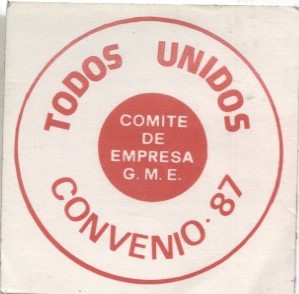 TODOS UNIDOS
COMITE
DE
EMPRESA
G. M. E.
CONVENIO · 87